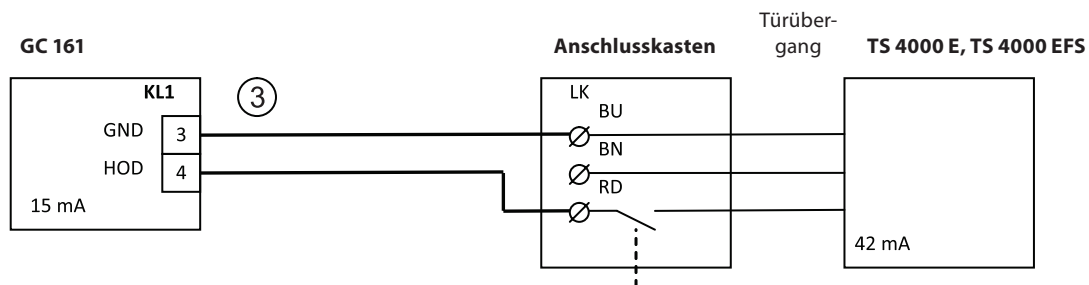 Türüber-
gang
GC 161
Anschlusskasten
TS 4000 E, TS 4000 EFS
KL1
3
LK
BU
GND
3
BN
HOD
4
RD
15 mA
42 mA